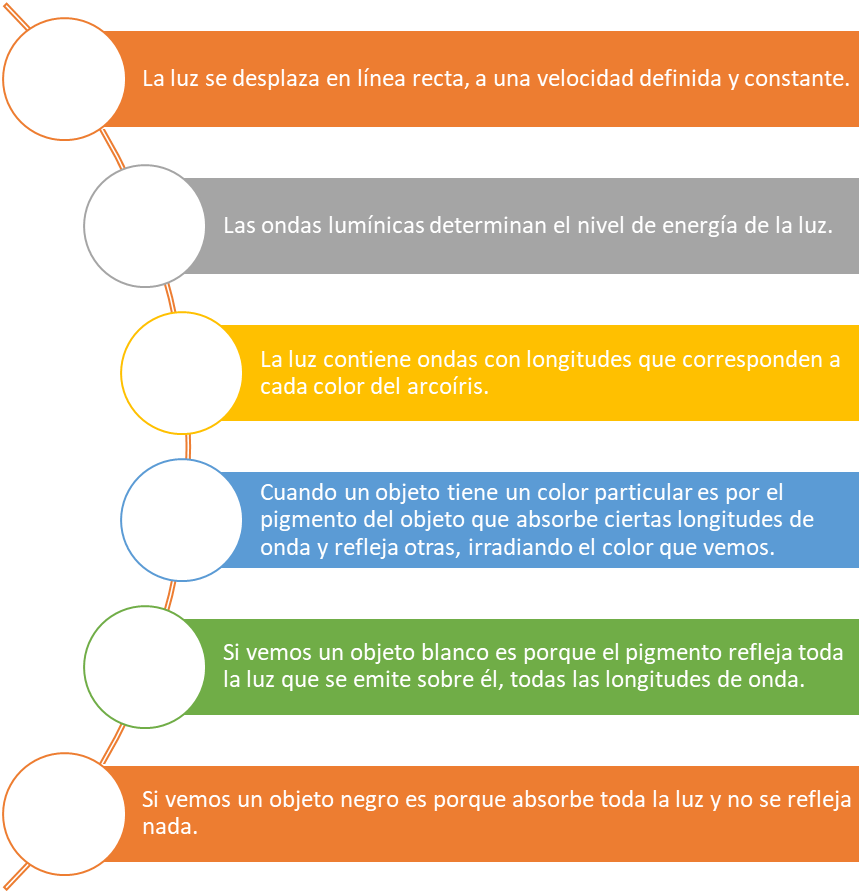 La luz se desplaza en línea recta, a una velocidad definida y constante.
Las ondas lumínicas determinan el nivel de energía de la luz.
La luz contiene ondas con longitudes que corresponden a
cada color del arcoíris.
Cuando un objeto tiene un color particular es por el
pigmento del objeto que absorbe ciertas longitudes de
onda y refleja otras, irradiando el color que vemos.
Si vemos un objeto blanco es porque el pigmento refleja toda
la luz que se emite sobre él, todas las longitudes de onda.
Si vemos un objeto negro es porque absorbe toda la luz y no se refleja
nada.